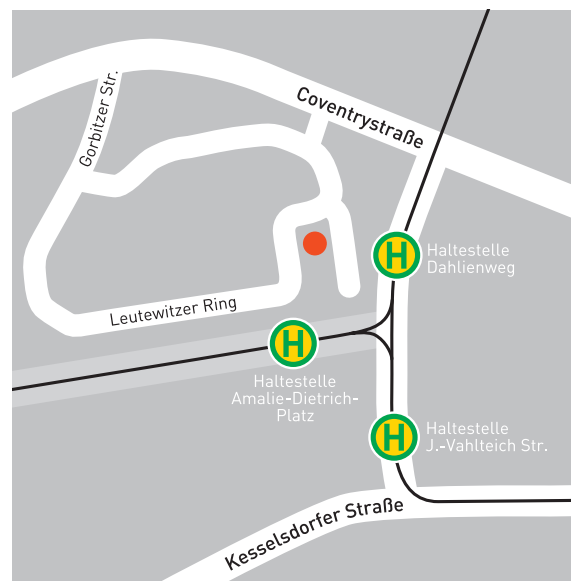 Coventrystraße
Gorbitzer Str.
H
Haltestelle
Dahlienweg
Leutewitzer Ring
H
Haltestelle
Amalie-Dietrich-
Platz
H
Haltestelle
J.-Vahlteich Str.
Kesselsdorfer Straße